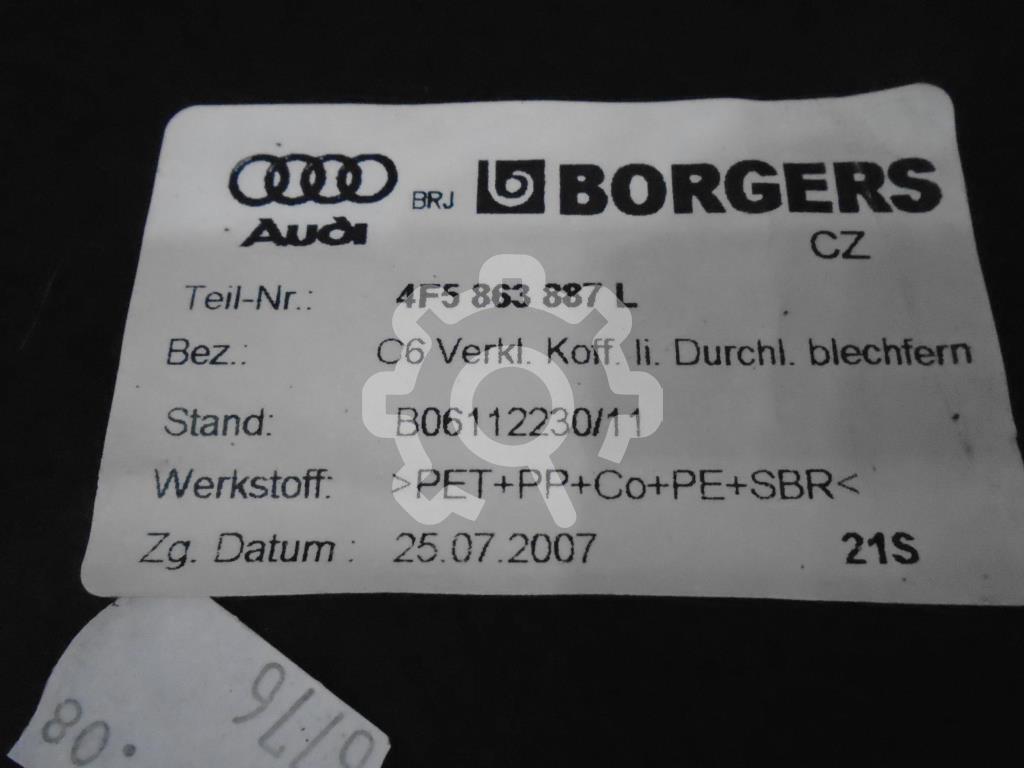 Audi BRJ BORGERS
CZ
Teil-Nr.: 4F5 863 887 L
Bez.: C6 Verkl. Koff. li. Durchl. blechfern
Stand: B06112230/11
Werkstoff: >PET+PP+Co+PE+SBR<
Zg. Datum : 25.07.2007 21S
.08